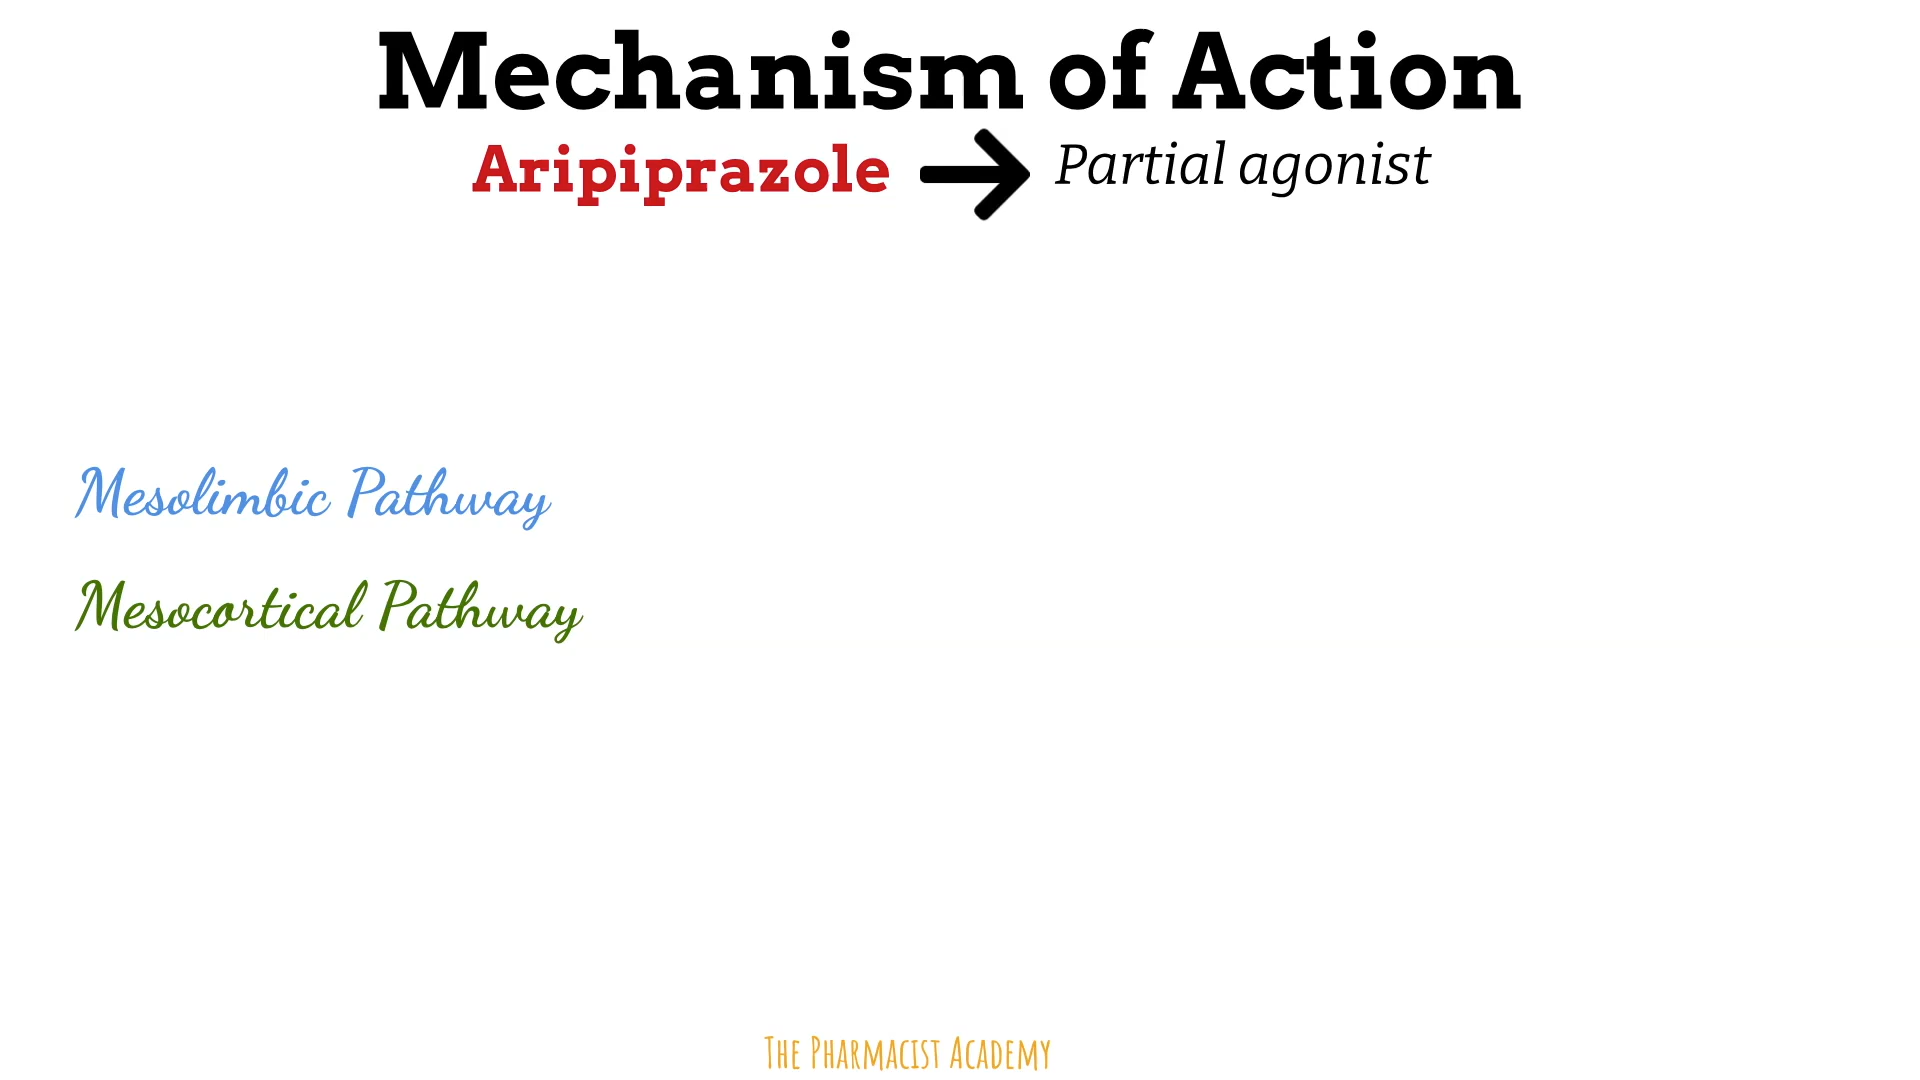 Mechanism of Action
Aripiprazole → Partial agonist
Mesolimbic Pathway
Mesocortical Pathway
The Pharmacist Academy